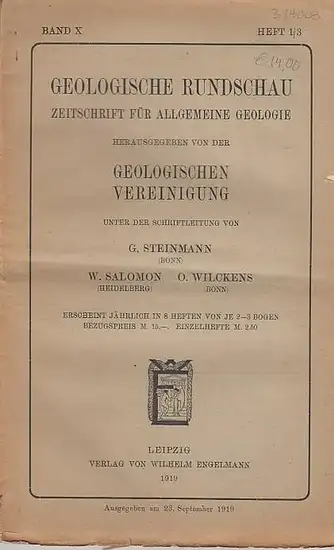 314008
BAND X
HEFT 1/3
€ 14,00
GEOLOGISCHE RUNDSCHAU
ZEITSCHRIFT FÜR ALLGEMEINE GEOLOGIE
HERAUSGEGEBEN VON DER
GEOLOGISCHEN
VEREINIGUNG
UNTER DER SCHRIFTLEITUNG VON
G. STEINMANN
(BONN)
W. SALOMON O. WILCKENS
(HEIDELBERG) (BONN)
ERSCHEINT JÄHRLICH IN 8 HEFTEN VON JE 2—3 BOGEN
BEZUGSPREIS M. 15.—. EINZELHEFTE M. 2.50
LEIPZIG
VERLAG VON WILHELM ENGELMANN
1919
Ausgegeben am 23. September 1919